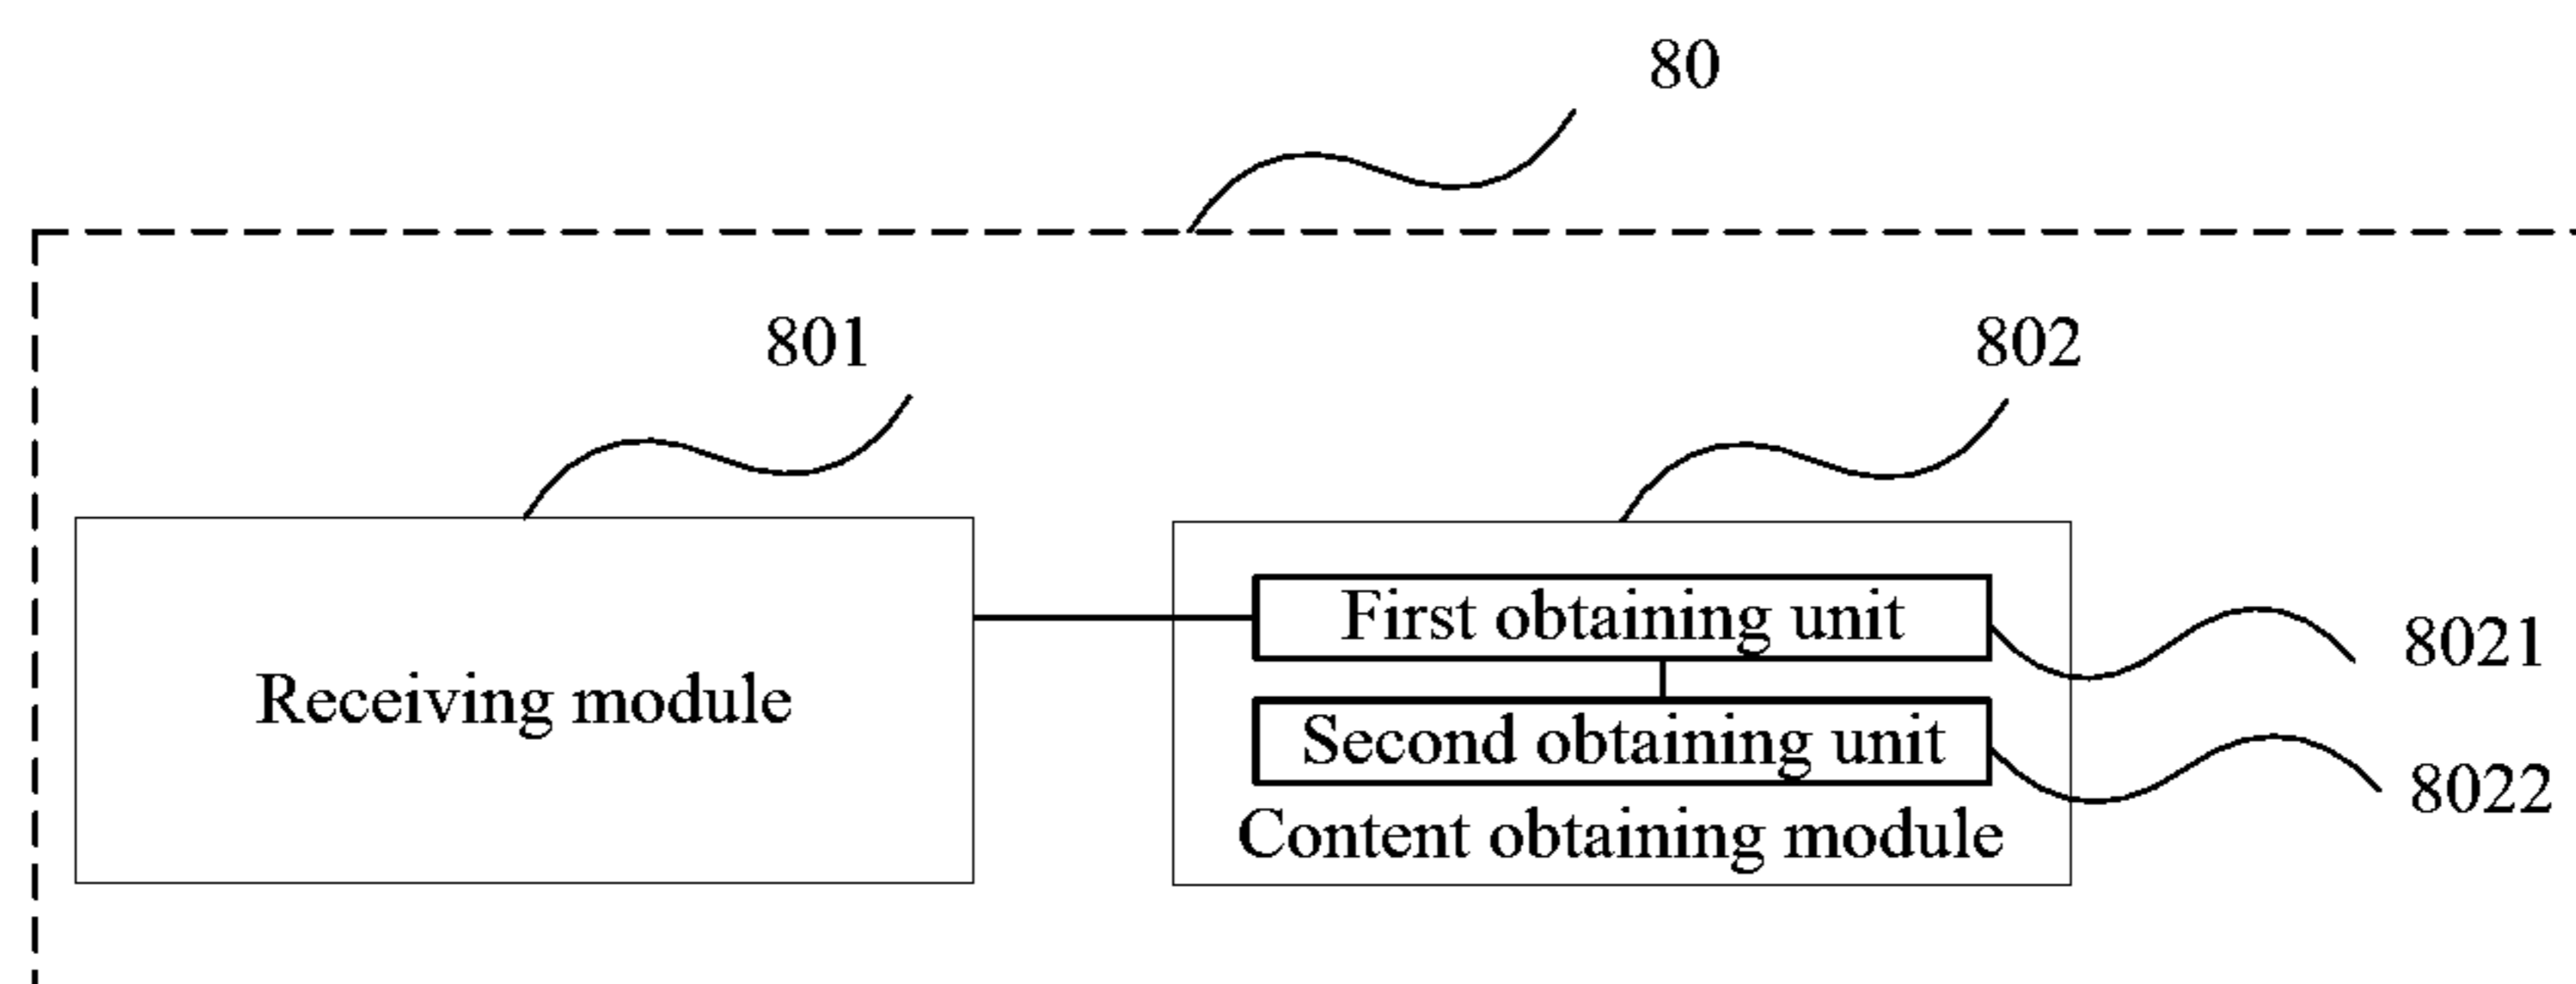 80
801
802
First obtaining unit
8021
Receiving module
Second obtaining unit
8022
Content obtaining module